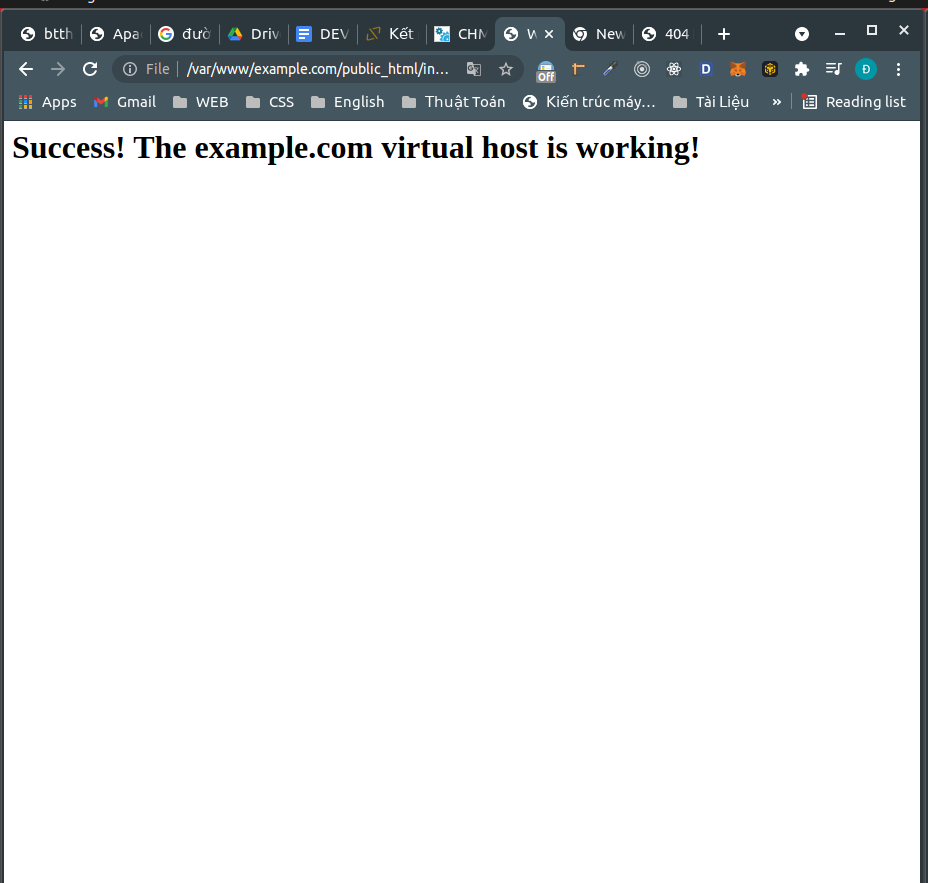 btth Apac đườ Driv DEV Kết CHM W New 404
File /var/www/example.com/public_html/in...
Off D Đ
Apps Gmail WEB CSS English Thuật Toán Kiến trúc máy... Tài Liệu » Reading list
Success! The example.com virtual host is working!